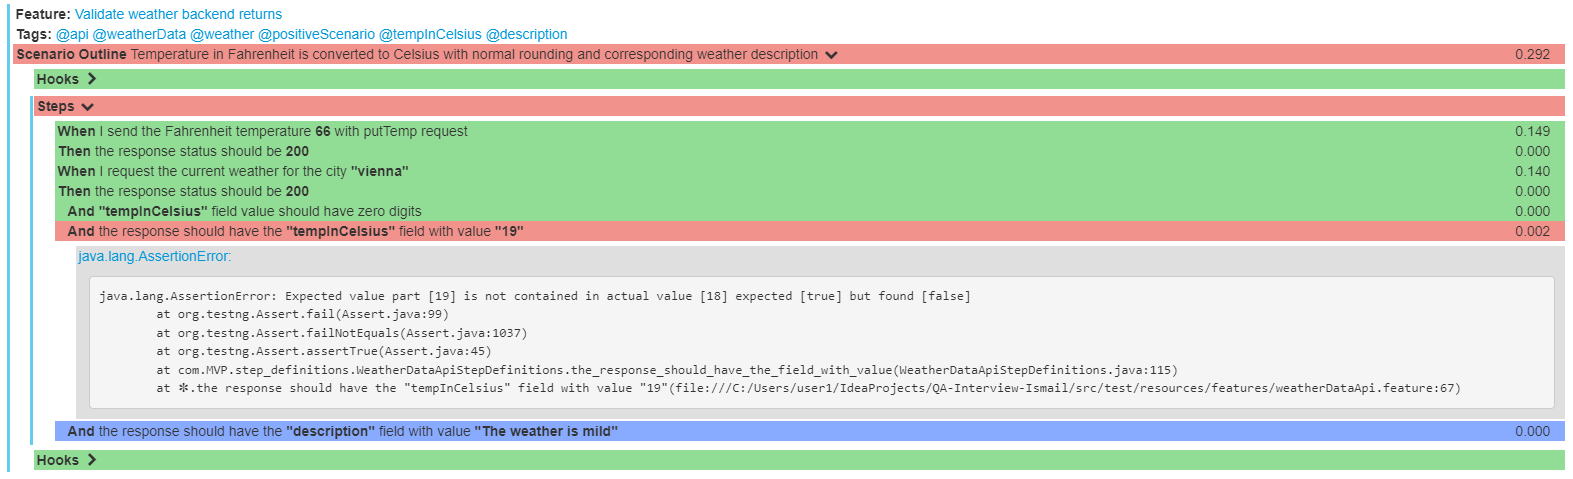 Feature: Validate weather backend returns
Tags: @api @weatherData @weather @positiveScenario @tempInCelsius @description
Scenario Outline Temperature in Fahrenheit is converted to Celsius with normal rounding and corresponding weather description 0.292
Hooks
Steps
When I send the Fahrenheit temperature 66 with putTemp request 0.149
Then the response status should be 200 0.000
When I request the current weather for the city "vienna" 0.140
Then the response status should be 200 0.000
And "tempInCelsius" field value should have zero digits 0.000
And the response should have the "tempInCelsius" field with value "19" 0.002
java.lang.AssertionError:
java.lang.AssertionError: Expected value part [19] is not contained in actual value [18] expected [true] but found [false]
at org.testng.Assert.fail(Assert.java:99)
at org.testng.Assert.failNotEquals(Assert.java:1037)
at org.testng.Assert.assertTrue(Assert.java:45)
at com.MVP.step_definitions.WeatherDataApiStepDefinitions.the_response_should_have_the_field_with_value(WeatherDataApiStepDefinitions.java:115)
at ✽.the response should have the "tempInCelsius" field with value "19"(file:///C:/Users/user1/IdeaProjects/QA-Interview-Ismail/src/test/resources/features/weatherDataApi.feature:67)
And the response should have the "description" field with value "The weather is mild" 0.000
Hooks